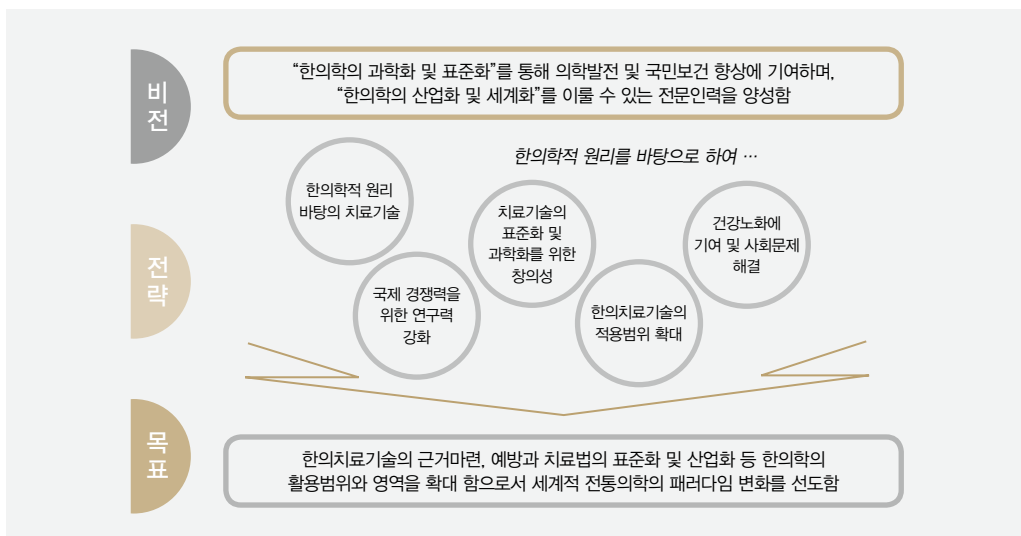 비전
“한의학의 과학화 및 표준화”를 통해 의학발전 및 국민보건 향상에 기여하며,
“한의학의 산업화 및 세계화”를 이룰 수 있는 전문인력을 양성함
한의학적 원리를 바탕으로 하여 …
전략
한의학적 원리
바탕의 치료기술
국제 경쟁력을
위한 연구력
강화
치료기술의
표준화 및
과학화를 위한
창의성
한의치료기술의
적용범위 확대
건강노화에
기여 및 사회문제
해결
목표
한의치료기술의 근거마련, 예방과 치료법의 표준화 및 산업화 등 한의학의
활용범위와 영역을 확대 함으로서 세계적 전통의학의 패러다임 변화를 선도함